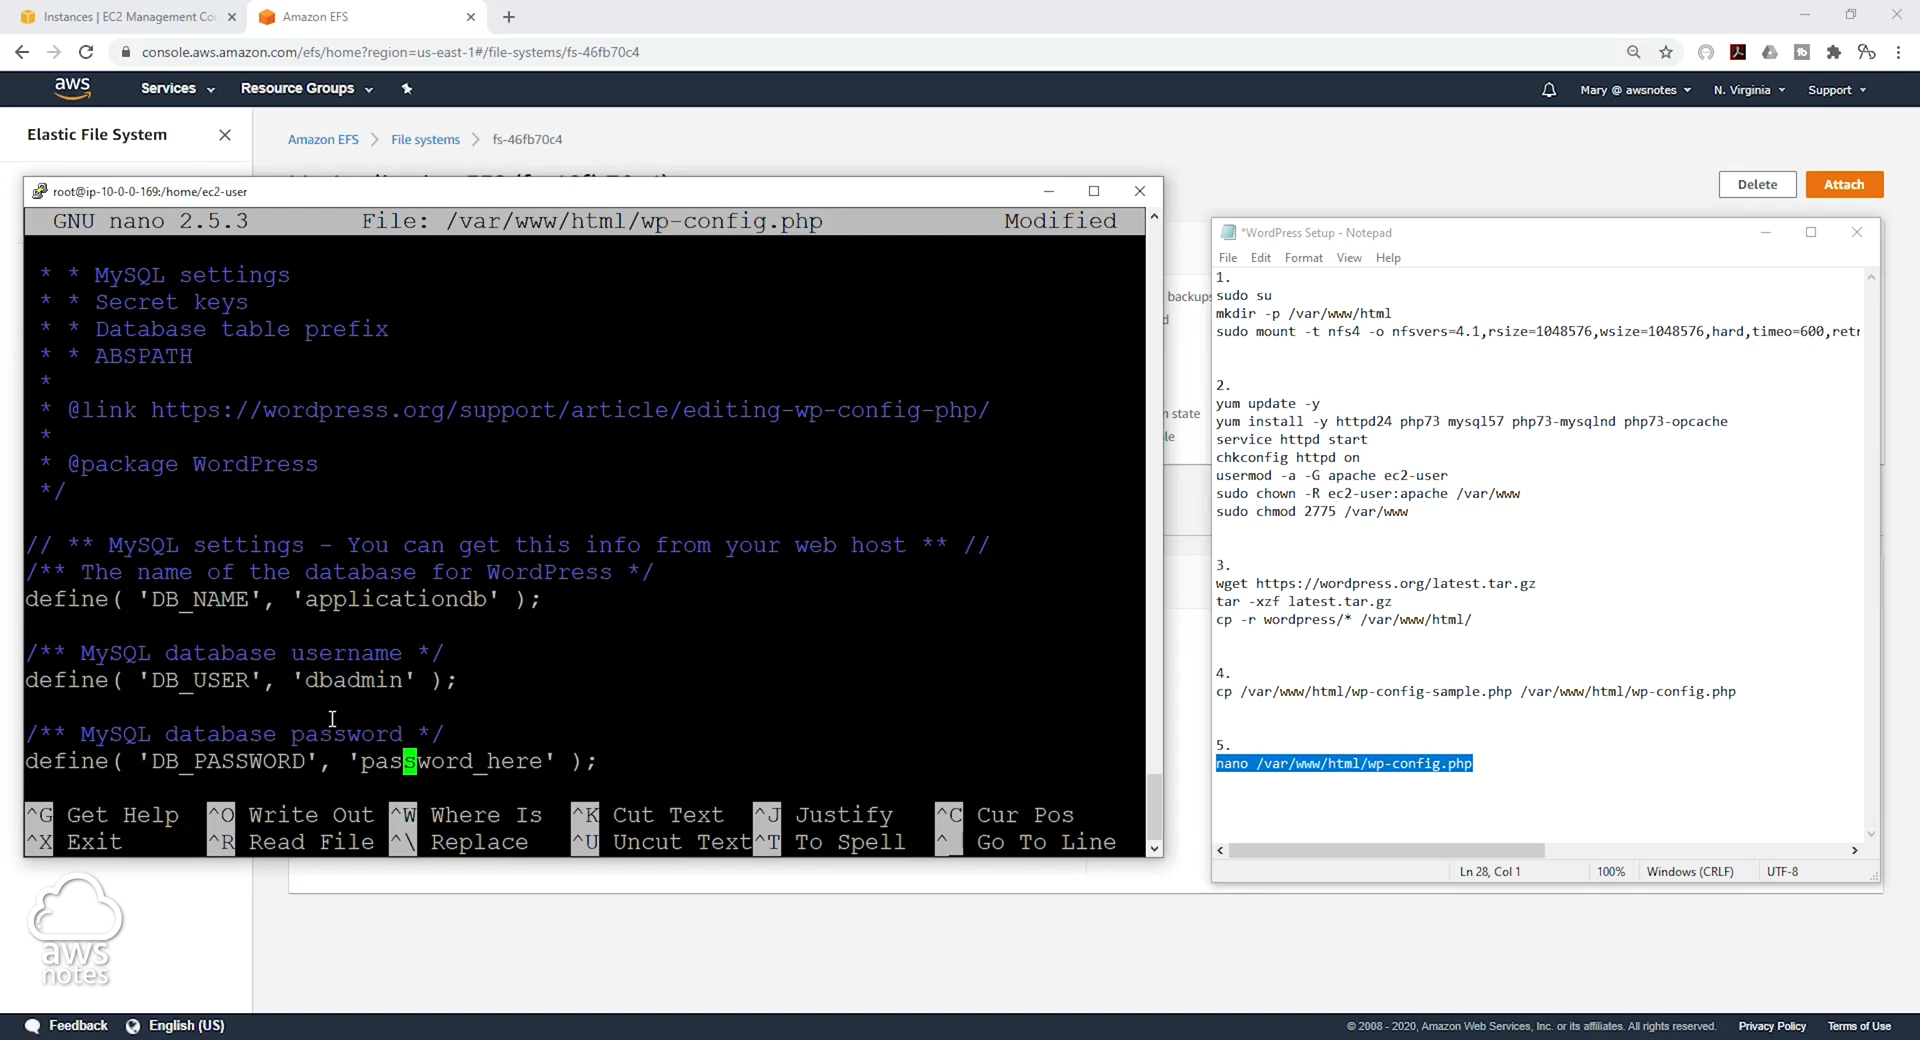 Instances | EC2 Management Con
Amazon EFS
console.aws.amazon.com/efs/home?region=us-east-1#/file-systems/fs-46fb70c4
aws
Services
Resource Groups
Mary @ awsnotes
N. Virginia
Support
Elastic File System
Amazon EFS
File systems
fs-46fb70c4
Delete
Attach
root@ip-10-0-0-169:/home/ec2-user
GNU nano 2.5.3 File: /var/www/html/wp-config.php Modified
* * MySQL settings
* * Secret keys
* * Database table prefix
* * ABSPATH
*
* @link https://wordpress.org/support/article/editing-wp-config-php/
*
* @package WordPress
*/
// ** MySQL settings - You can get this info from your web host ** //
/** The name of the database for WordPress */
define( 'DB_NAME', 'applicationdb' );
/** MySQL database username */
define( 'DB_USER', 'dbadmin' );
/** MySQL database password */
define( 'DB_PASSWORD', 'password_here' );
^G Get Help ^O Write Out ^W Where Is ^K Cut Text ^J Justify ^C Cur Pos
^X Exit ^R Read File ^\ Replace ^U Uncut Text ^T To Spell ^_ Go To Line
backups
*WordPress Setup - Notepad
File Edit Format View Help
1.
sudo su
mkdir -p /var/www/html
sudo mount -t nfs4 -o nfsvers=4.1,rsize=1048576,wsize=1048576,hard,timeo=600,retr
2.
yum update -y
yum install -y httpd24 php73 mysql57 php73-mysqlnd php73-opcache
service httpd start
chkconfig httpd on
usermod -a -G apache ec2-user
sudo chown -R ec2-user:apache /var/www
sudo chmod 2775 /var/www
3.
wget https://wordpress.org/latest.tar.gz
tar -xzf latest.tar.gz
cp -r wordpress/* /var/www/html/
4.
cp /var/www/html/wp-config-sample.php /var/www/html/wp-config.php
5.
nano /var/www/html/wp-config.php
Ln 28, Col 1
100%
Windows (CRLF)
UTF-8
state
aws
notes
Feedback
English (US)
© 2008 - 2020, Amazon Web Services, Inc. or its affiliates. All rights reserved.
Privacy Policy
Terms of Use